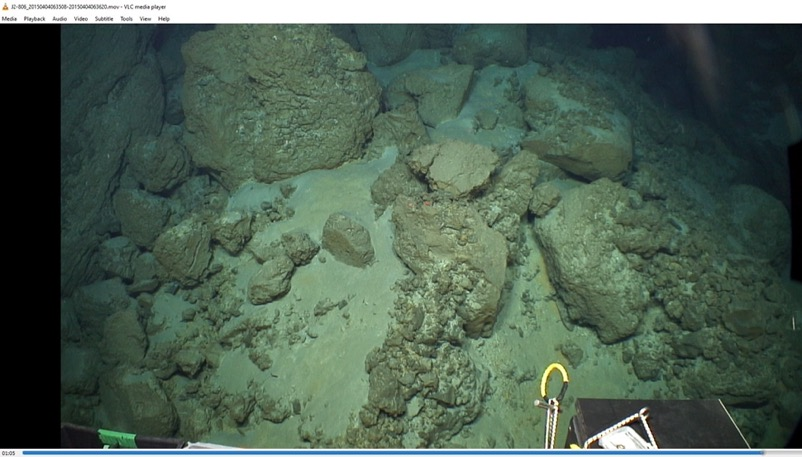 J2-806_20150404063508-20150404063620.mov - VLC media player
Media Playback Audio Video Subtitle Tools View Help
01:05